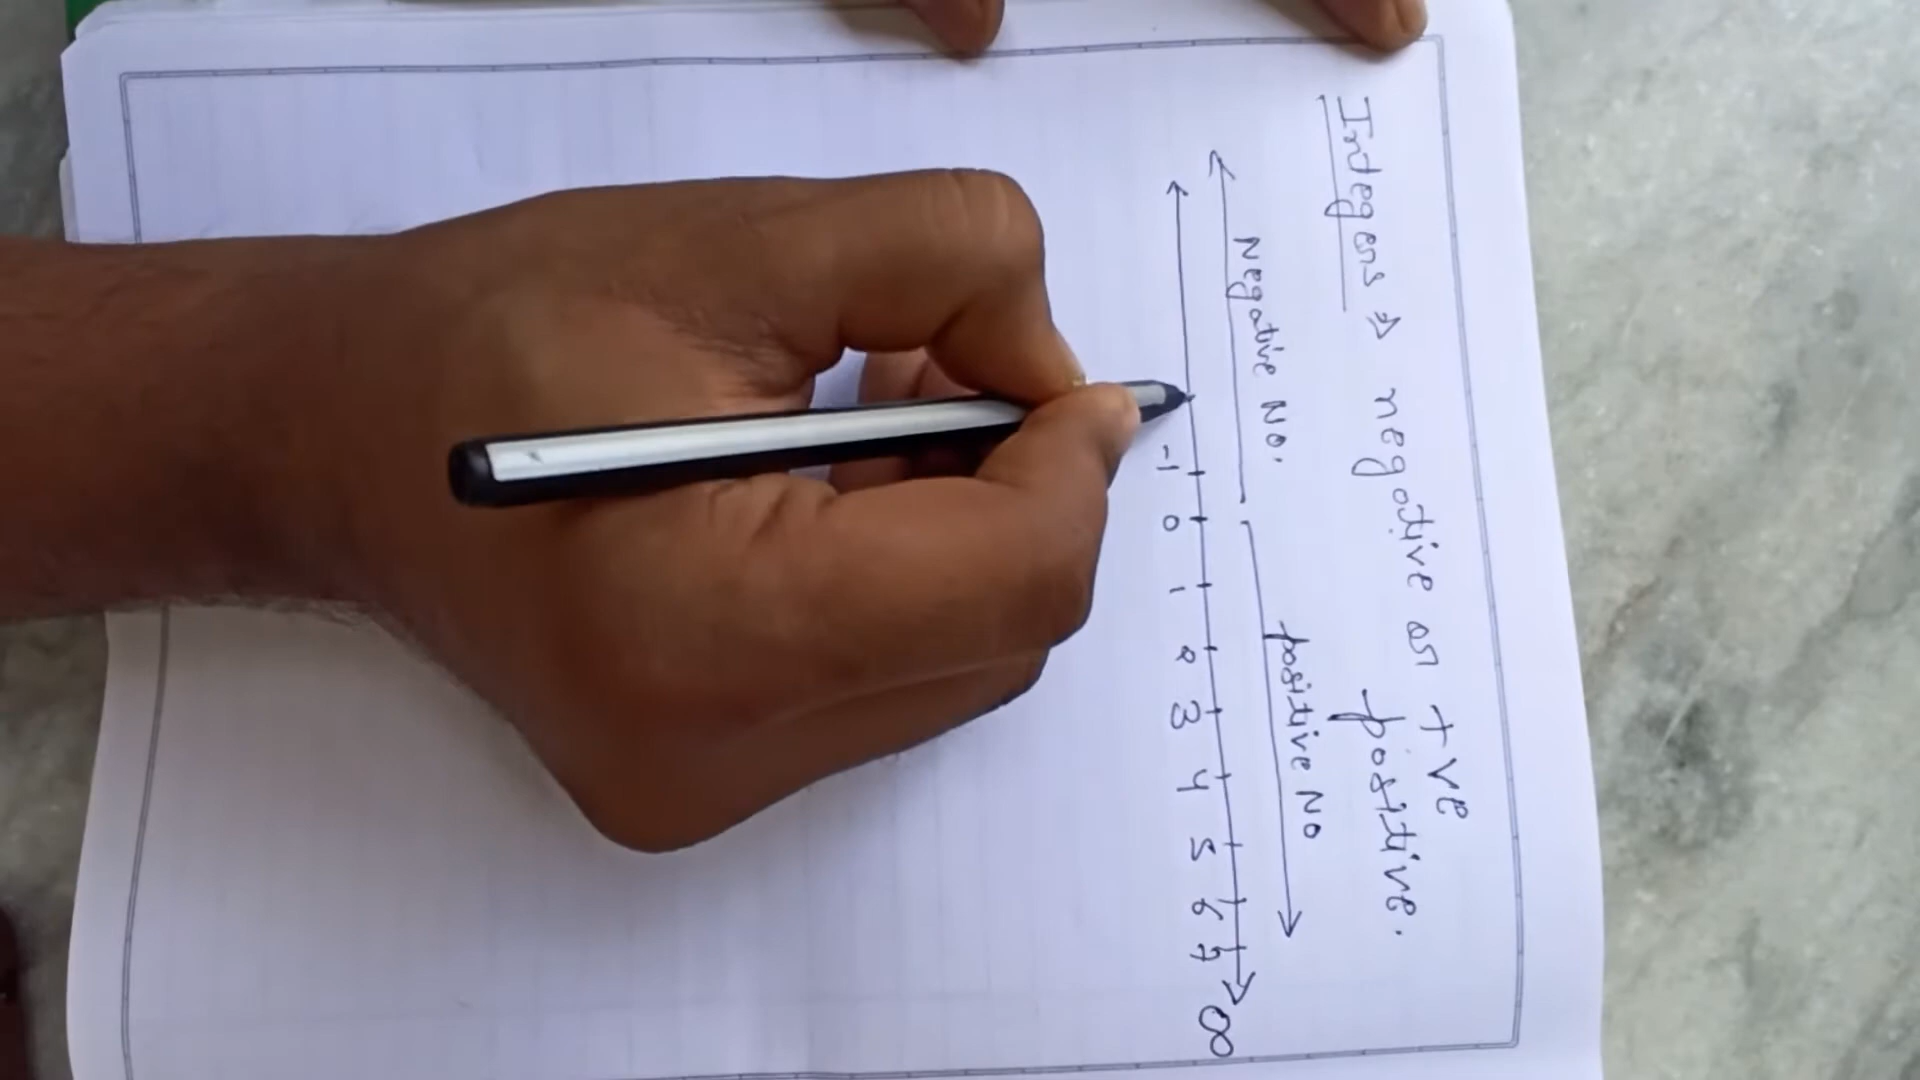 Integers ⇒ negative or +ve
positive.
Negative No. positive No
-1 0 1 2 3 4 5 6 7 ∞